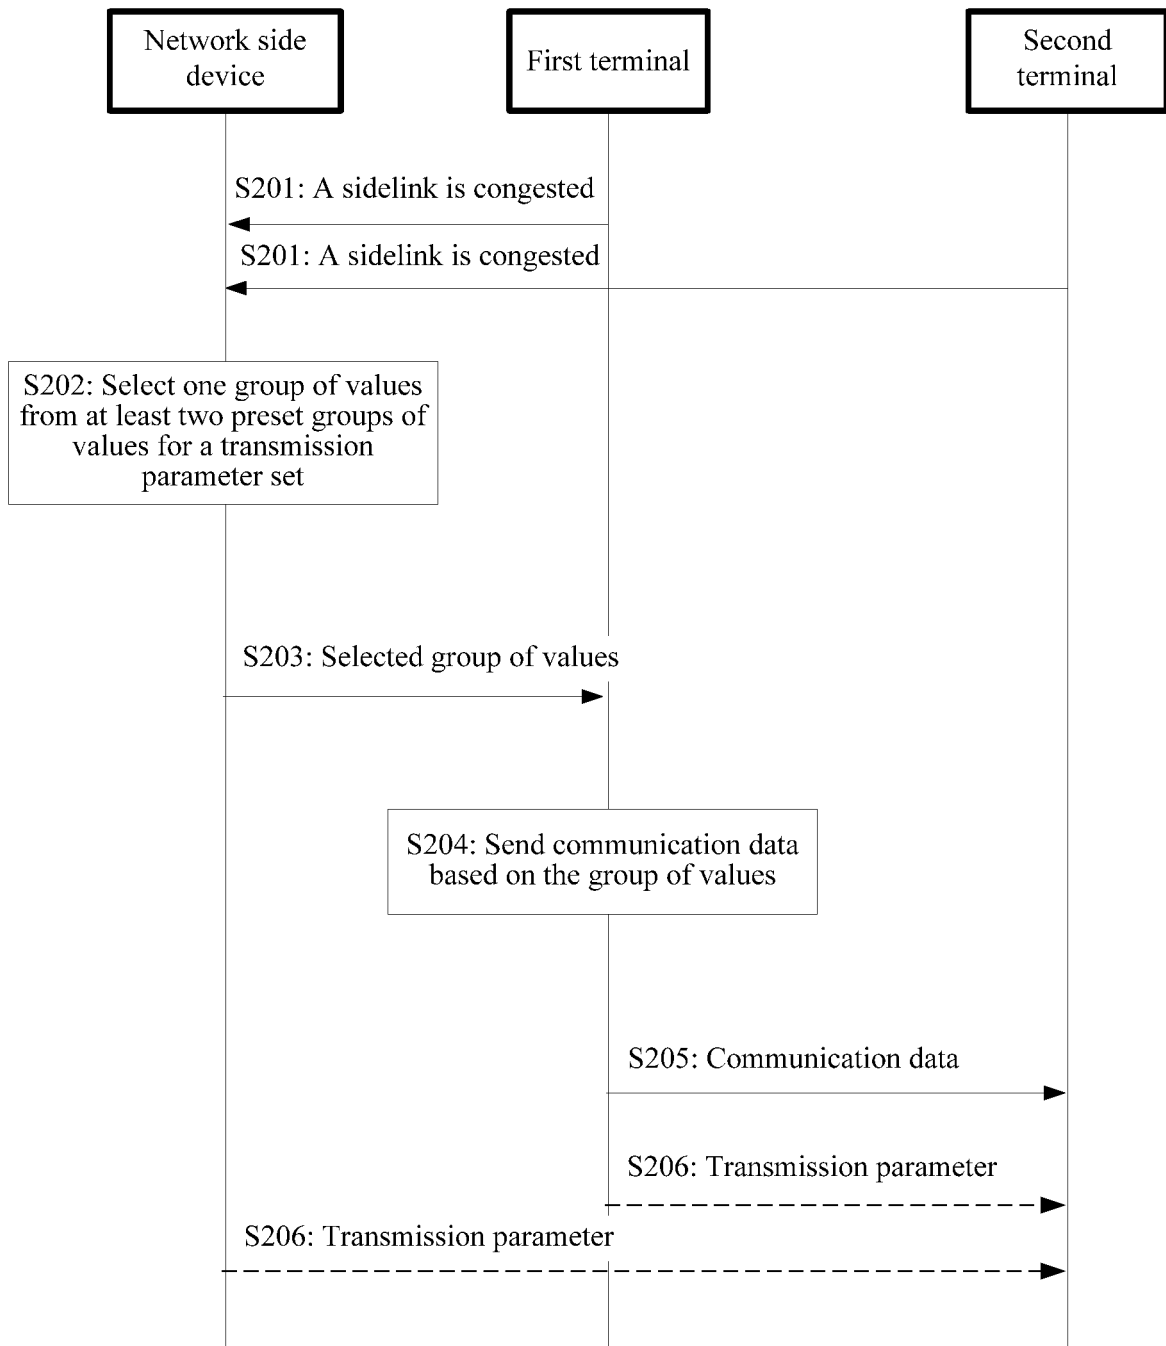 Network side
device
First terminal
Second
terminal
S201: A sidelink is congested
S201: A sidelink is congested
S202: Select one group of values
from at least two preset groups of
values for a transmission
parameter set
S203: Selected group of values
S204: Send communication data
based on the group of values
S205: Communication data
S206: Transmission parameter
S206: Transmission parameter